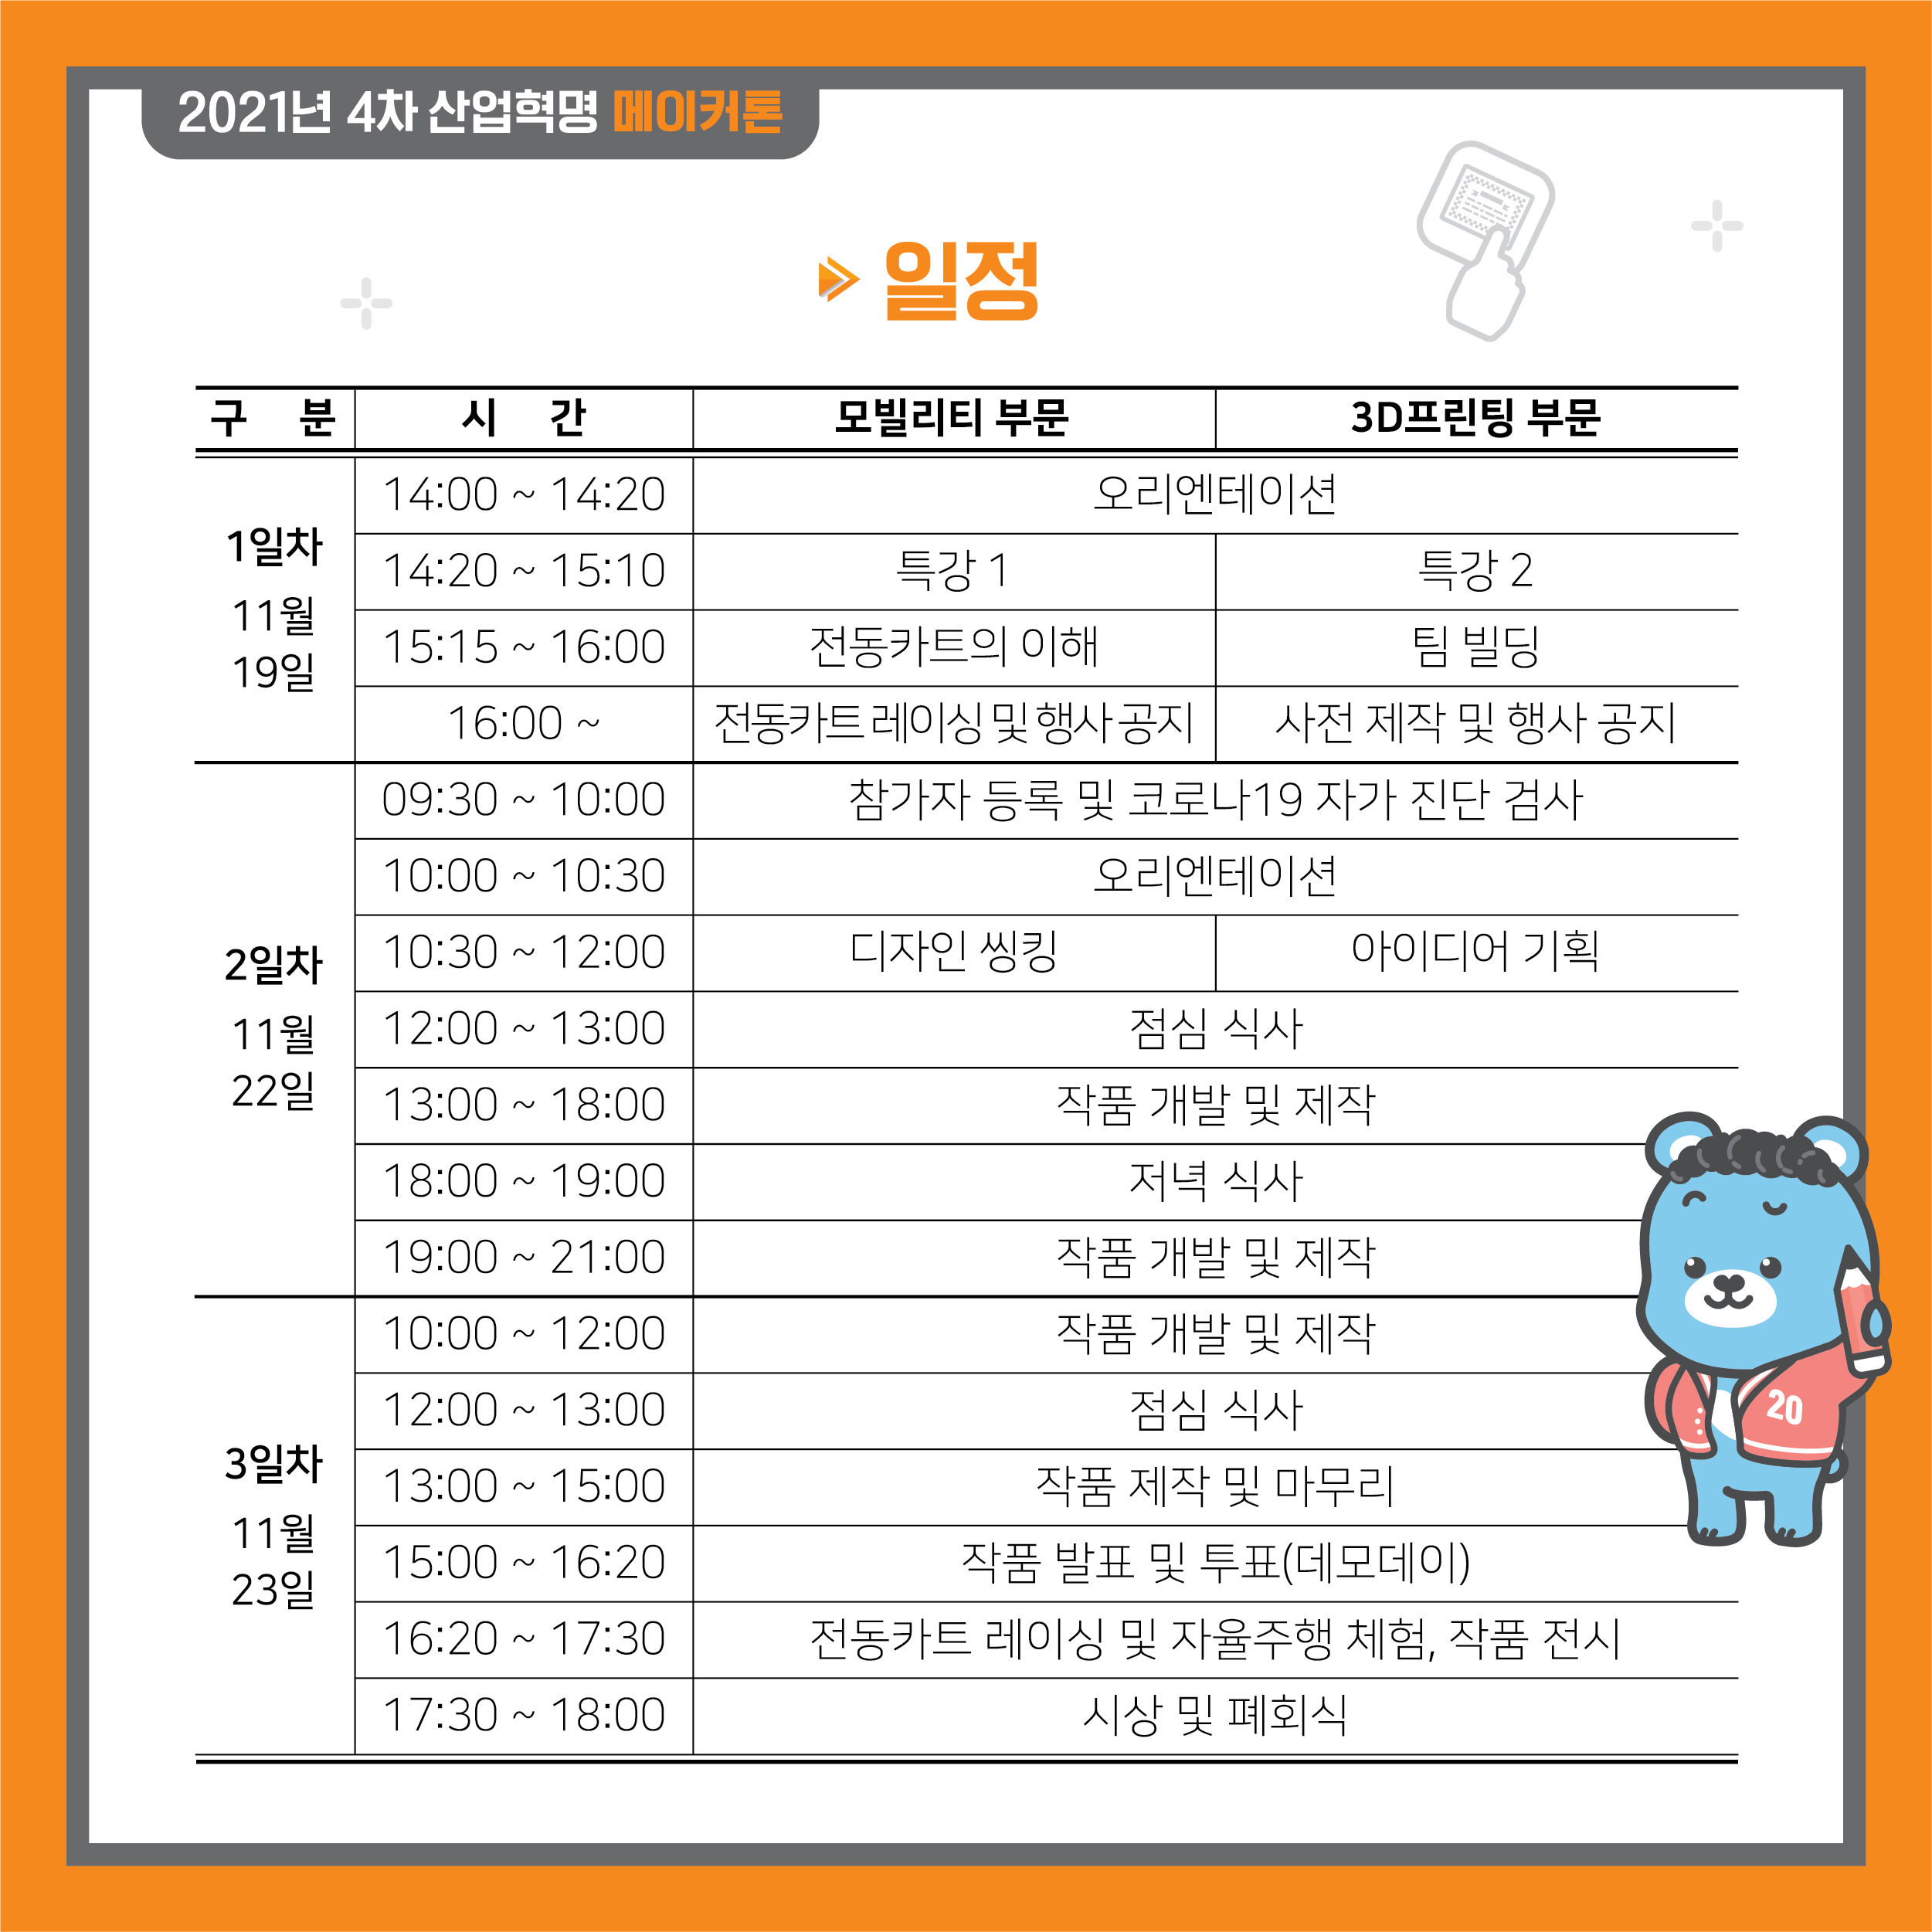 2021년 4차 산업혁명 메이커톤
일정
구 분 시 간 모빌리티 부문 3D프린팅 부문
1일차
11월
19일
14:00 ~ 14:20 오리엔테이션
14:20 ~ 15:10 특강 1 특강 2
15:15 ~ 16:00 전동카트의 이해 팀 빌딩
16:00 ~ 전동카트 레이싱 및 행사 공지 사전 제작 및 행사 공지
2일차
11월
22일
09:30 ~ 10:00 참가자 등록 및 코로나19 자가 진단 검사
10:00 ~ 10:30 오리엔테이션
10:30 ~ 12:00 디자인 씽킹 아이디어 기획
12:00 ~ 13:00 점심 식사
13:00 ~ 18:00 작품 개발 및 제작
18:00 ~ 19:00 저녁 식사
19:00 ~ 21:00 작품 개발 및 제작
3일차
11월
23일
10:00 ~ 12:00 작품 개발 및 제작
12:00 ~ 13:00 점심 식사
13:00 ~ 15:00 작품 제작 및 마무리
15:00 ~ 16:20 작품 발표 및 투표(데모데이)
16:20 ~ 17:30 전동카트 레이싱 및 자율주행 체험, 작품 전시
17:30 ~ 18:00 시상 및 폐회식
20